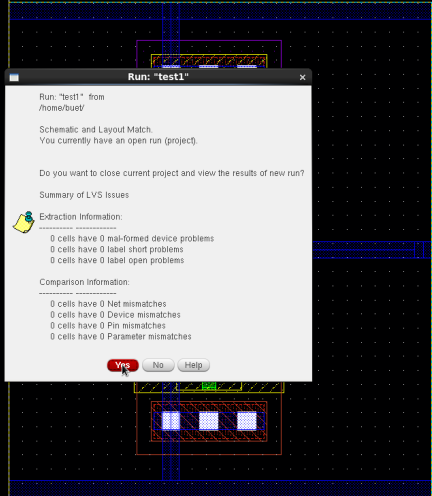 Run: "test1"
Run: "test1" from
/home/buet/
Schematic and Layout Match.
You currently have an open run (project).
Do you want to close current project and view the results of new run?
Summary of LVS Issues
Extraction Information:
---------- ------------
0 cells have 0 mal-formed device problems
0 cells have 0 label short problems
0 cells have 0 label open problems
Comparison Information:
---------- ------------
0 cells have 0 Net mismatches
0 cells have 0 Device mismatches
0 cells have 0 Pin mismatches
0 cells have 0 Parameter mismatches
Yes No Help